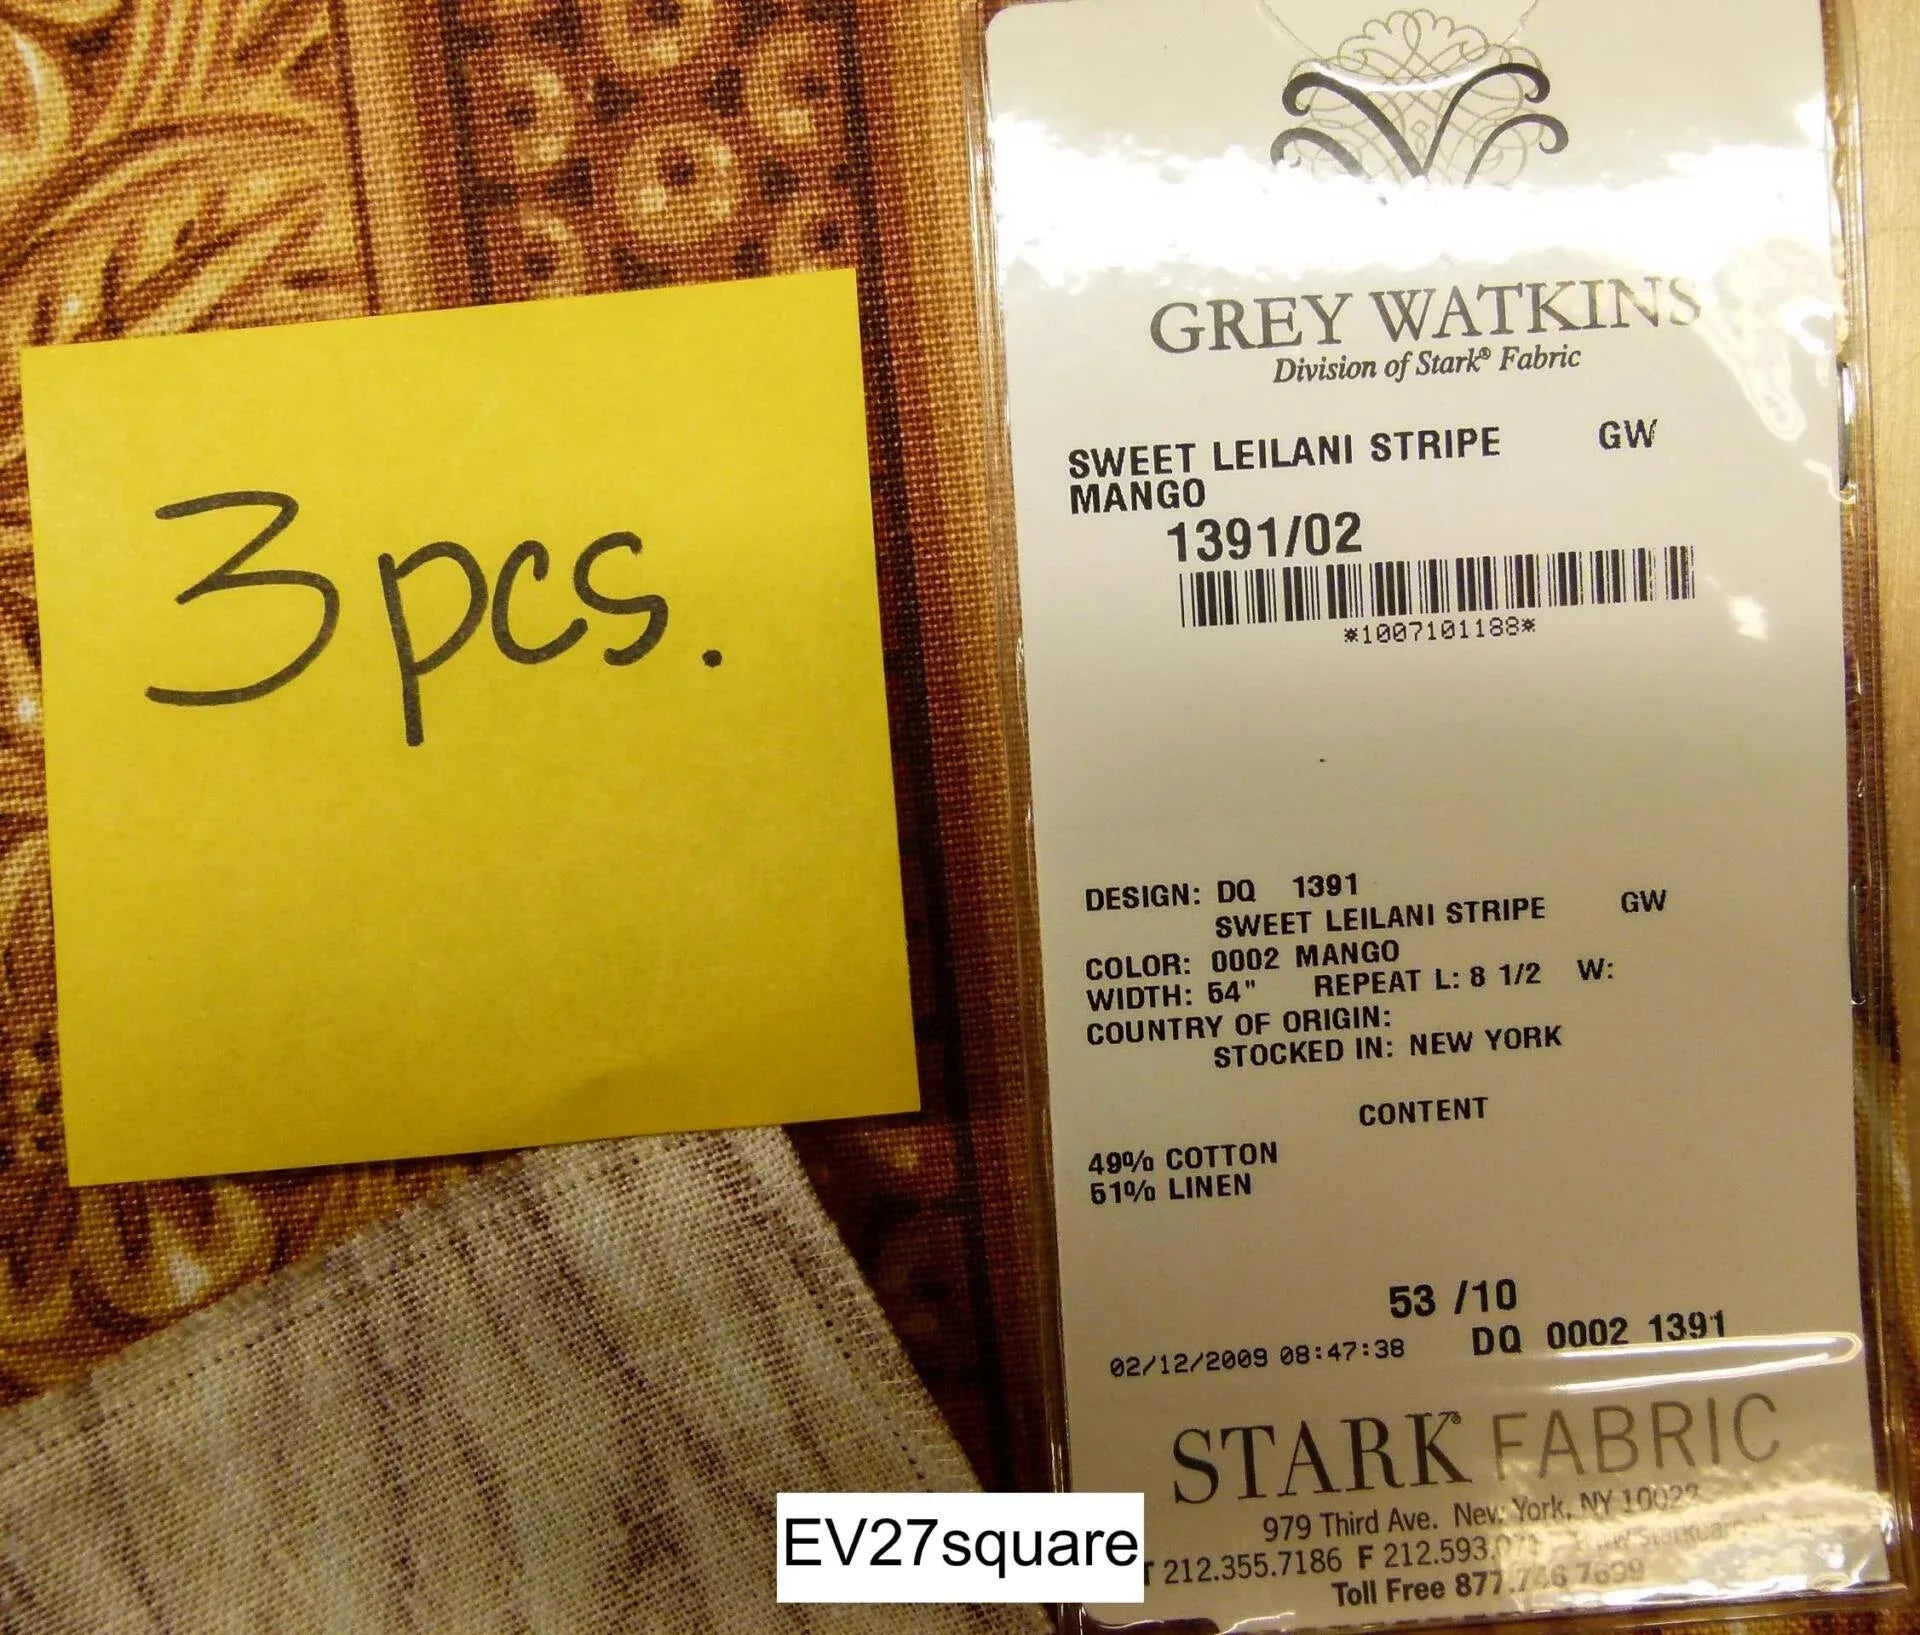 3 pcs.
GREY WATKINS
Division of Stark® Fabric
SWEET LEILANI STRIPE GW
MANGO
1391/02
*1007101188*
DESIGN: DQ 1391
SWEET LEILANI STRIPE GW
COLOR: 0002 MANGO
WIDTH: 54" REPEAT L: 8 1/2 W:
COUNTRY OF ORIGIN:
STOCKED IN: NEW YORK
CONTENT
49% COTTON
51% LINEN
53 /10
02/12/2009 08:47:38 DQ 0002 1391
STARK® FABRIC
979 Third Ave. New York, NY 10022
T 212.355.7186 F
Toll Free
EV27square